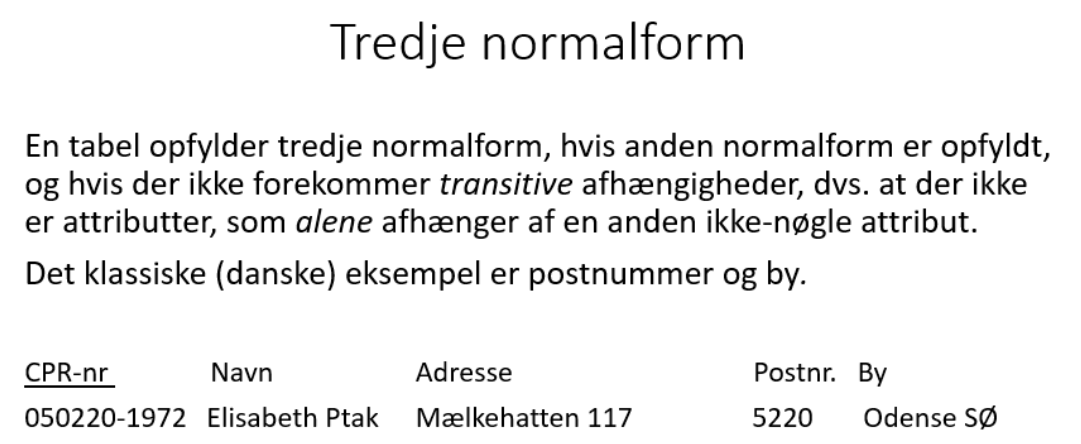 Tredje normalform
En tabel opfylder tredje normalform, hvis anden normalform er opfyldt,
og hvis der ikke forekommer transitive afhængigheder, dvs. at der ikke
er attributter, som alene afhænger af en anden ikke-nøgle attribut.
Det klassiske (danske) eksempel er postnummer og by.
CPR-nr Navn Adresse Postnr. By
050220-1972 Elisabeth Ptak Mælkehatten 117 5220 Odense SØ